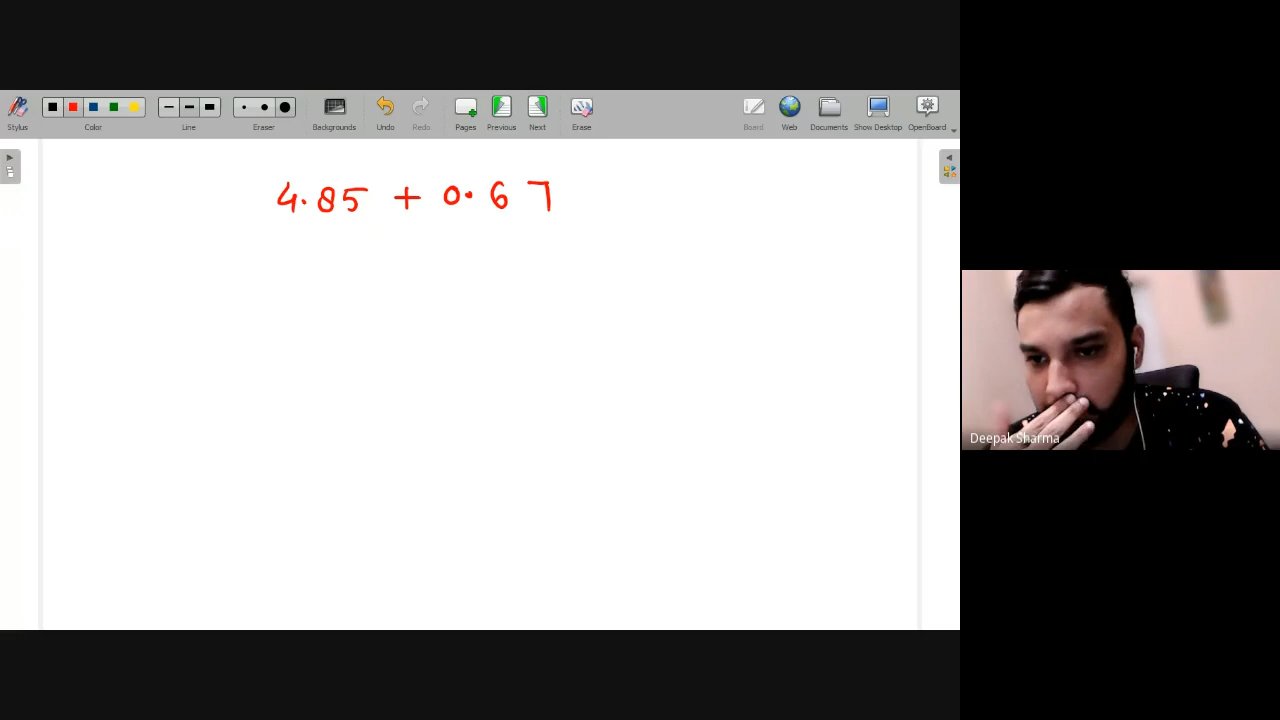 Stylus Color Line Eraser Backgrounds Undo Redo Pages Previous Next Erase Board Web Documents Show Desktop OpenBoard
4.85 + 0.67
Deepak Sharma